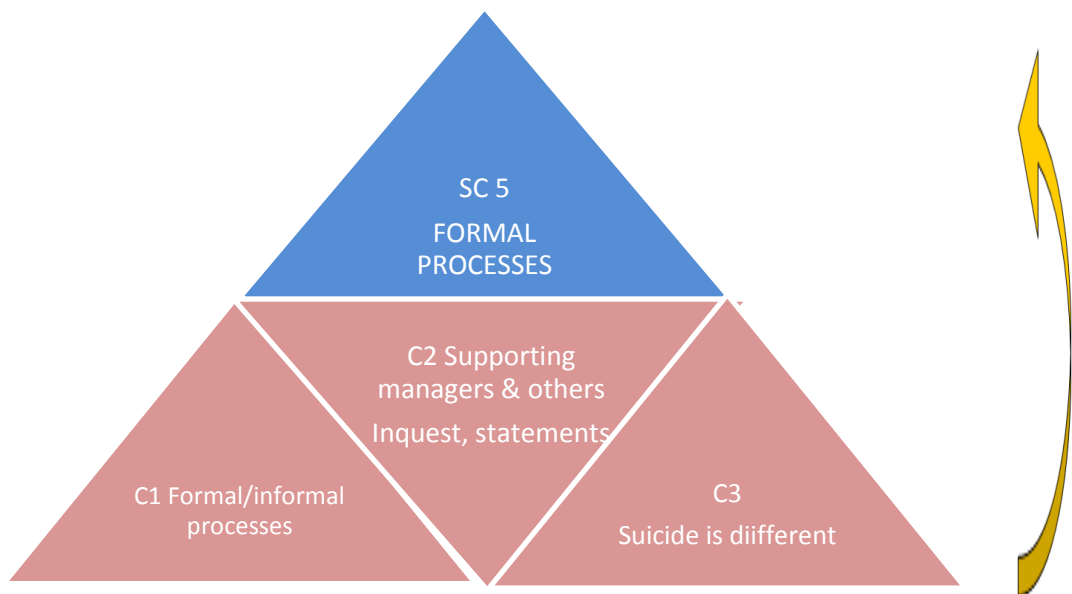 SC 5
FORMAL
PROCESSES
C2 Supporting
managers & others
Inquest, statements
C1 Formal/informal
processes
C3
Suicide is diifferent